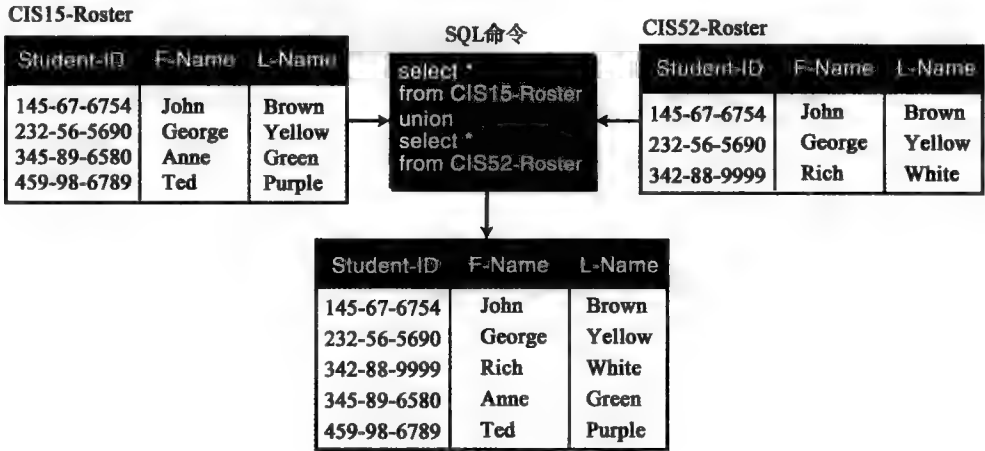 CIS15-Roster
Student-ID F-Name L-Name
145-67-6754 John Brown
232-56-5690 George Yellow
345-89-6580 Anne Green
459-98-6789 Ted Purple
SQL命令
select *
from CIS15-Roster
union
select *
from CIS52-Roster
CIS52-Roster
Student-ID F-Name L-Name
145-67-6754 John Brown
232-56-5690 George Yellow
342-88-9999 Rich White
Student-ID F-Name L-Name
145-67-6754 John Brown
232-56-5690 George Yellow
342-88-9999 Rich White
345-89-6580 Anne Green
459-98-6789 Ted Purple